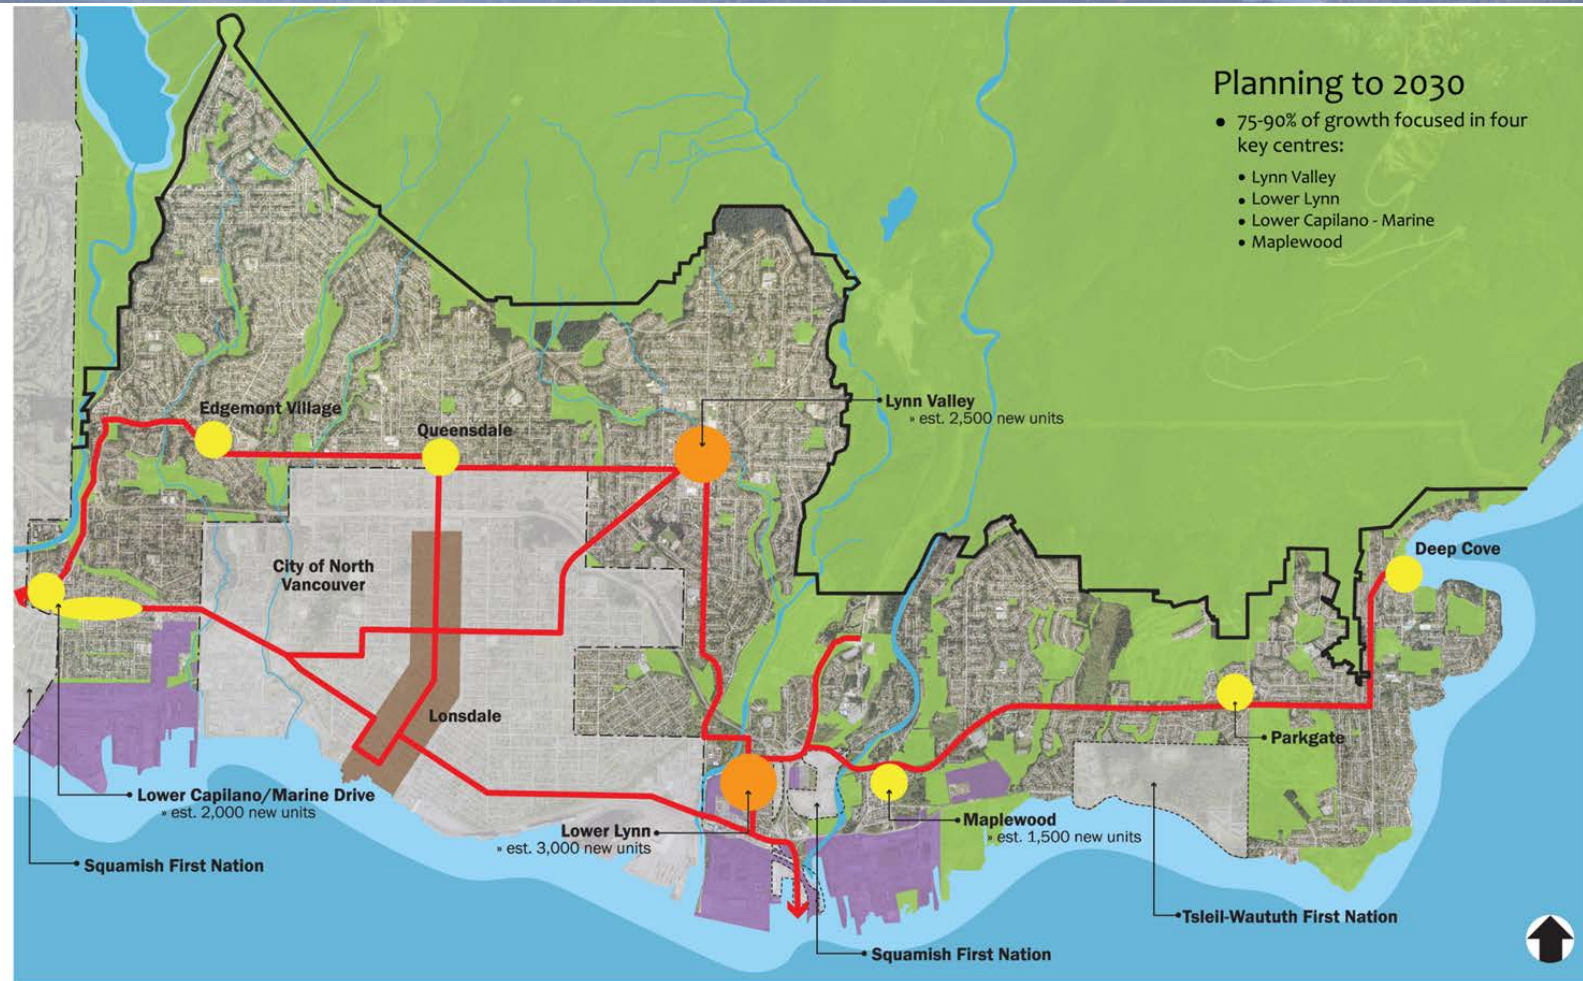 Planning to 2030
• 75-90% of growth focused in four
key centres:
• Lynn Valley
• Lower Lynn
• Lower Capilano - Marine
• Maplewood
Lynn Valley
» est. 2,500 new units
Edgemont Village
Queensdale
City of North
Vancouver
Deep Cove
Lonsdale
Parkgate
Lower Capilano/Marine Drive
» est. 2,000 new units
Lower Lynn
» est. 3,000 new units
Maplewood
» est. 1,500 new units
Squamish First Nation
Tsleil-Waututh First Nation
Squamish First Nation